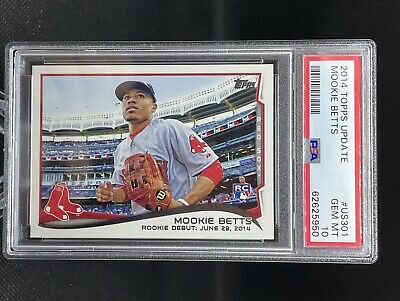 2014 TOPPS UPDATE
MOOKIE BETTS
#US301
GEM MT
10
62625950
PSA
Topps
RC
MOOKIE BETTS
ROOKIE DEBUT: JUNE 29, 2014